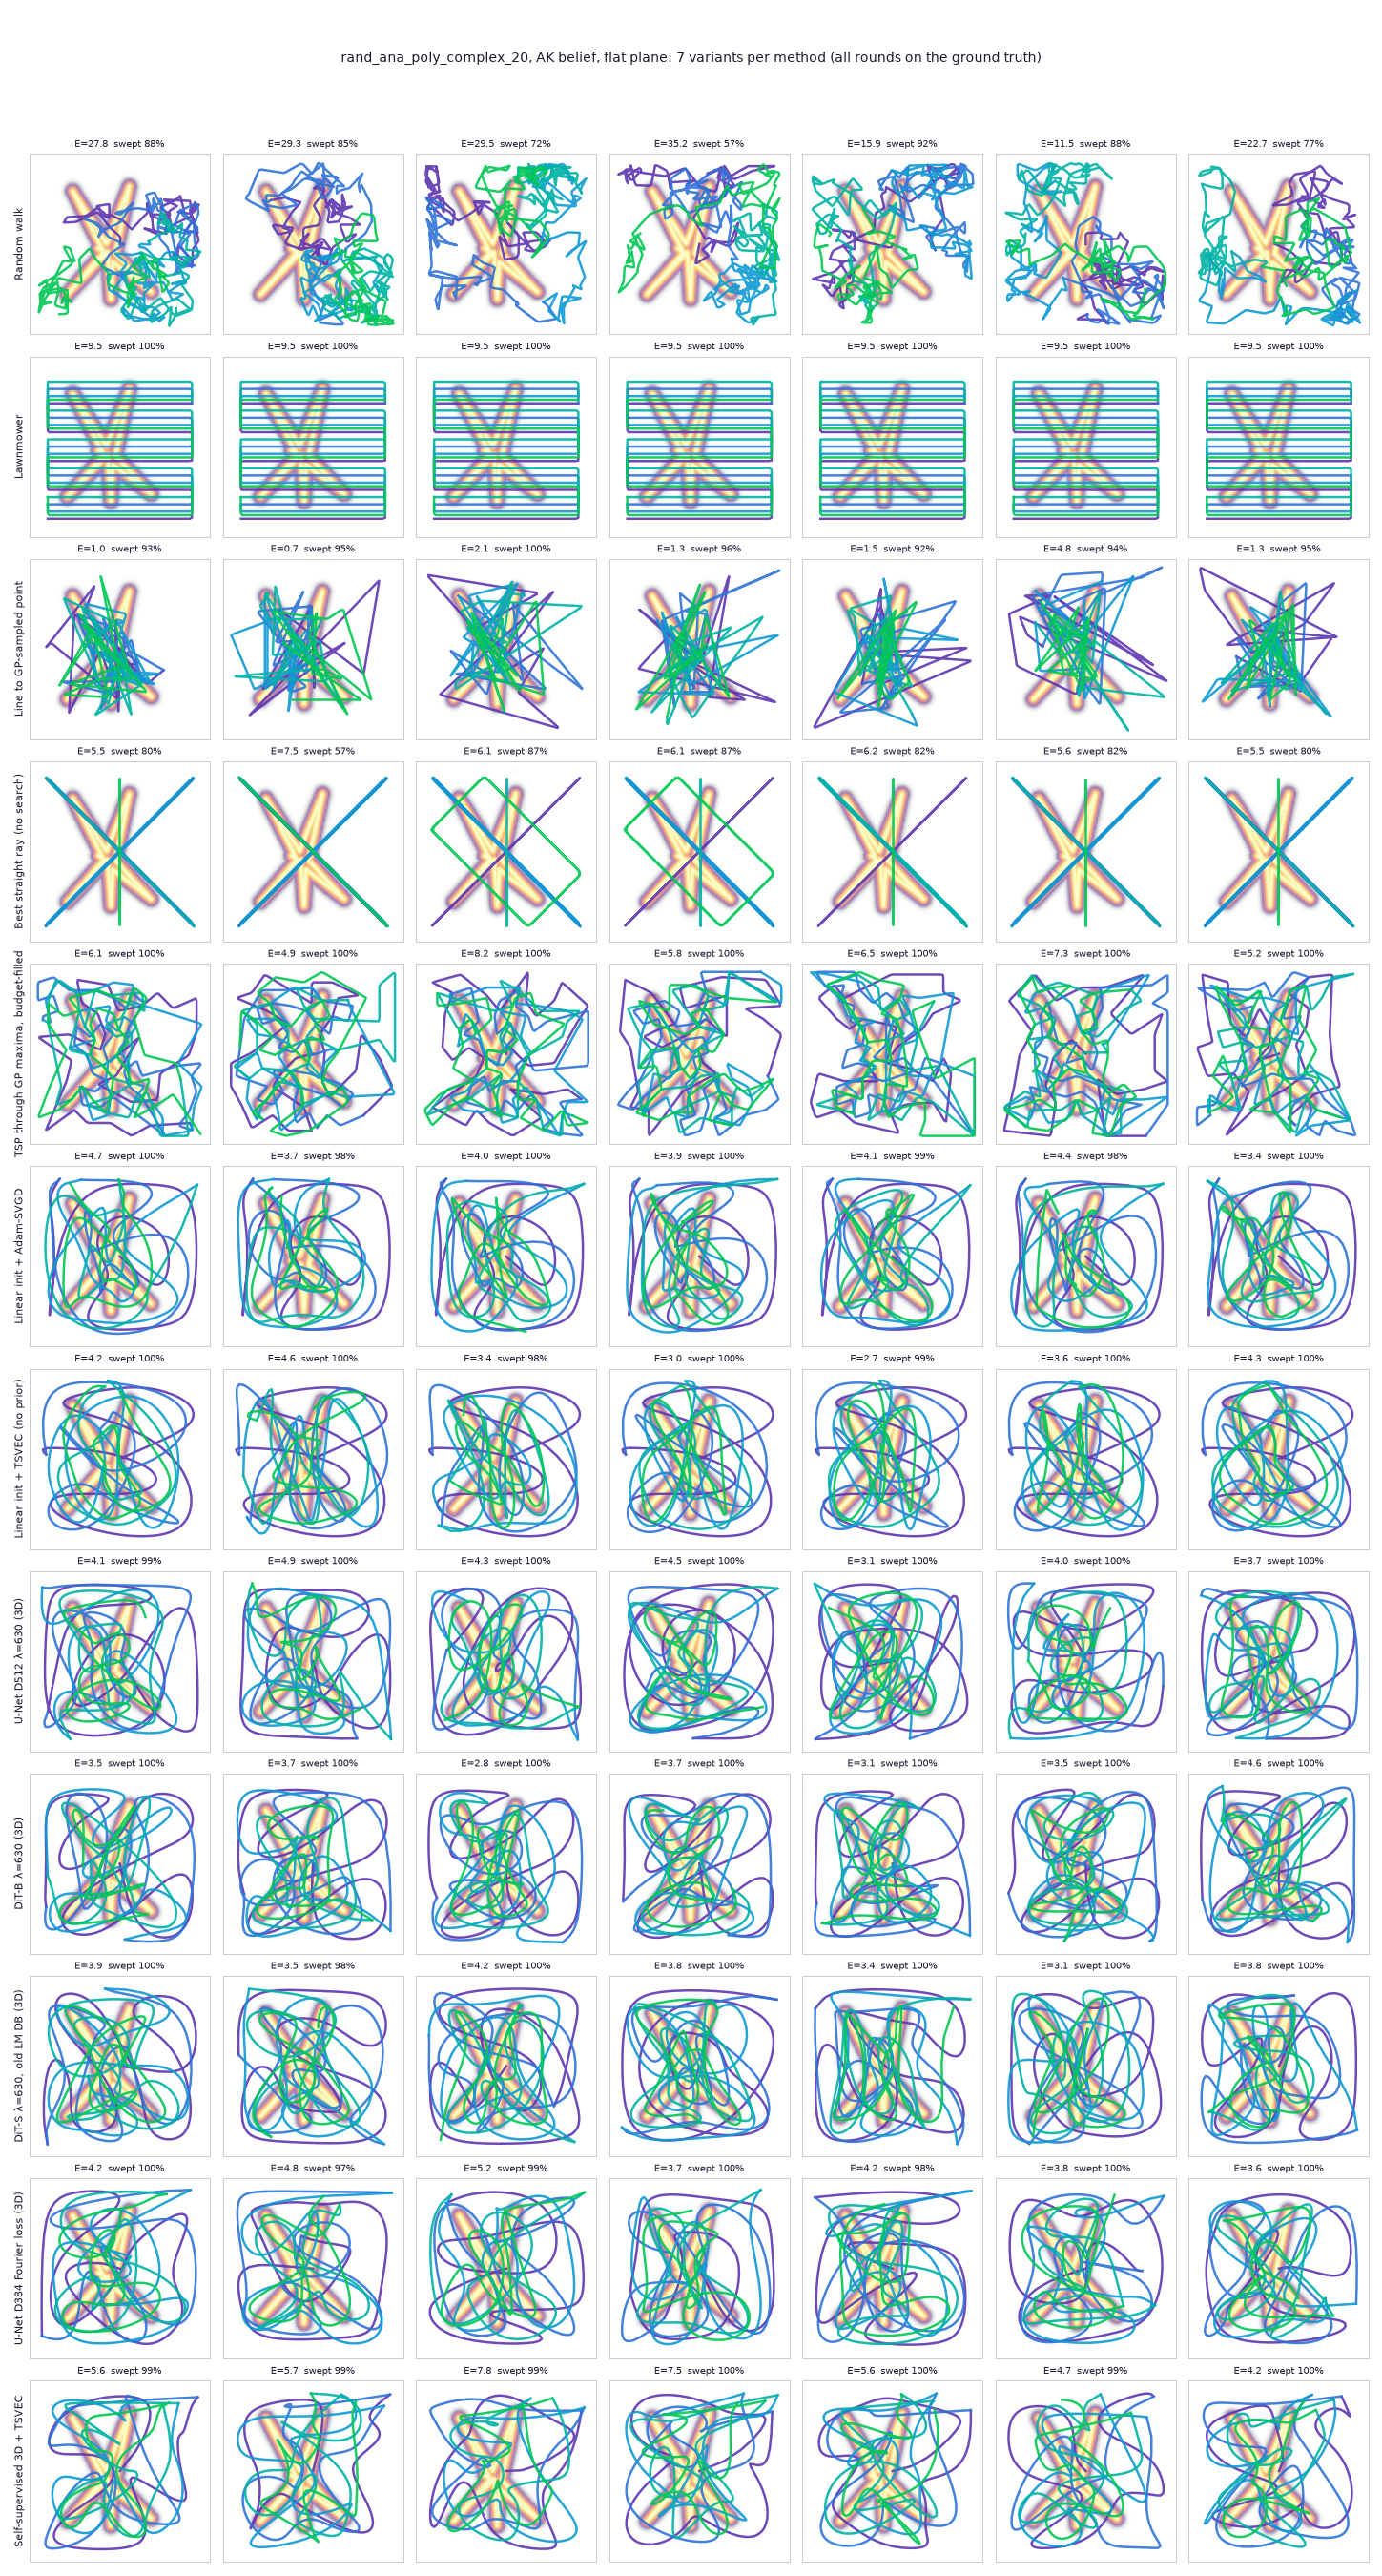 rand_ana_poly_complex_20, AK belief, flat plane: 7 variants per method (all rounds on the ground truth)
E=27.8 swept 88% E=29.3 swept 85% E=29.5 swept 72% E=35.2 swept 57% E=15.9 swept 92% E=11.5 swept 88% E=22.7 swept 77%
Random walk
E=9.5 swept 100% E=9.5 swept 100% E=9.5 swept 100% E=9.5 swept 100% E=9.5 swept 100% E=9.5 swept 100% E=9.5 swept 100%
Lawnmower
E=1.0 swept 93% E=0.7 swept 95% E=2.1 swept 100% E=1.3 swept 96% E=1.5 swept 92% E=4.8 swept 94% E=1.3 swept 95%
Line to GP-sampled point
E=5.5 swept 80% E=7.5 swept 57% E=6.1 swept 87% E=6.1 swept 87% E=6.2 swept 82% E=5.6 swept 82% E=5.5 swept 80%
Best straight ray (no search)
E=6.1 swept 100% E=4.9 swept 100% E=8.2 swept 100% E=5.8 swept 100% E=6.5 swept 100% E=7.3 swept 100% E=5.2 swept 100%
TSP through GP maxima, budget-filled
E=4.7 swept 100% E=3.7 swept 98% E=4.0 swept 100% E=3.9 swept 100% E=4.1 swept 99% E=4.4 swept 98% E=3.4 swept 100%
Linear init + Adam-SVGD
E=4.2 swept 100% E=4.6 swept 100% E=3.4 swept 98% E=3.0 swept 100% E=2.7 swept 99% E=3.6 swept 100% E=4.3 swept 100%
Linear init + TSVEC (no prior)
E=4.1 swept 99% E=4.9 swept 100% E=4.3 swept 100% E=4.5 swept 100% E=3.1 swept 100% E=4.0 swept 100% E=3.7 swept 100%
U-Net D512 λ=630 (3D)
E=3.5 swept 100% E=3.7 swept 100% E=2.8 swept 100% E=3.7 swept 100% E=3.1 swept 100% E=3.5 swept 100% E=4.6 swept 100%
DiT-B λ=630 (3D)
E=3.9 swept 100% E=3.5 swept 98% E=4.2 swept 100% E=3.8 swept 100% E=3.4 swept 100% E=3.1 swept 100% E=3.8 swept 100%
DiT-S λ=630, old LM DB (3D)
E=4.2 swept 100% E=4.8 swept 97% E=5.2 swept 99% E=3.7 swept 100% E=4.2 swept 98% E=3.8 swept 100% E=3.6 swept 100%
U-Net D384 Fourier loss (3D)
E=5.6 swept 99% E=5.7 swept 99% E=7.8 swept 99% E=7.5 swept 100% E=5.6 swept 100% E=4.7 swept 99% E=4.2 swept 100%
Self-supervised 3D + TSVEC